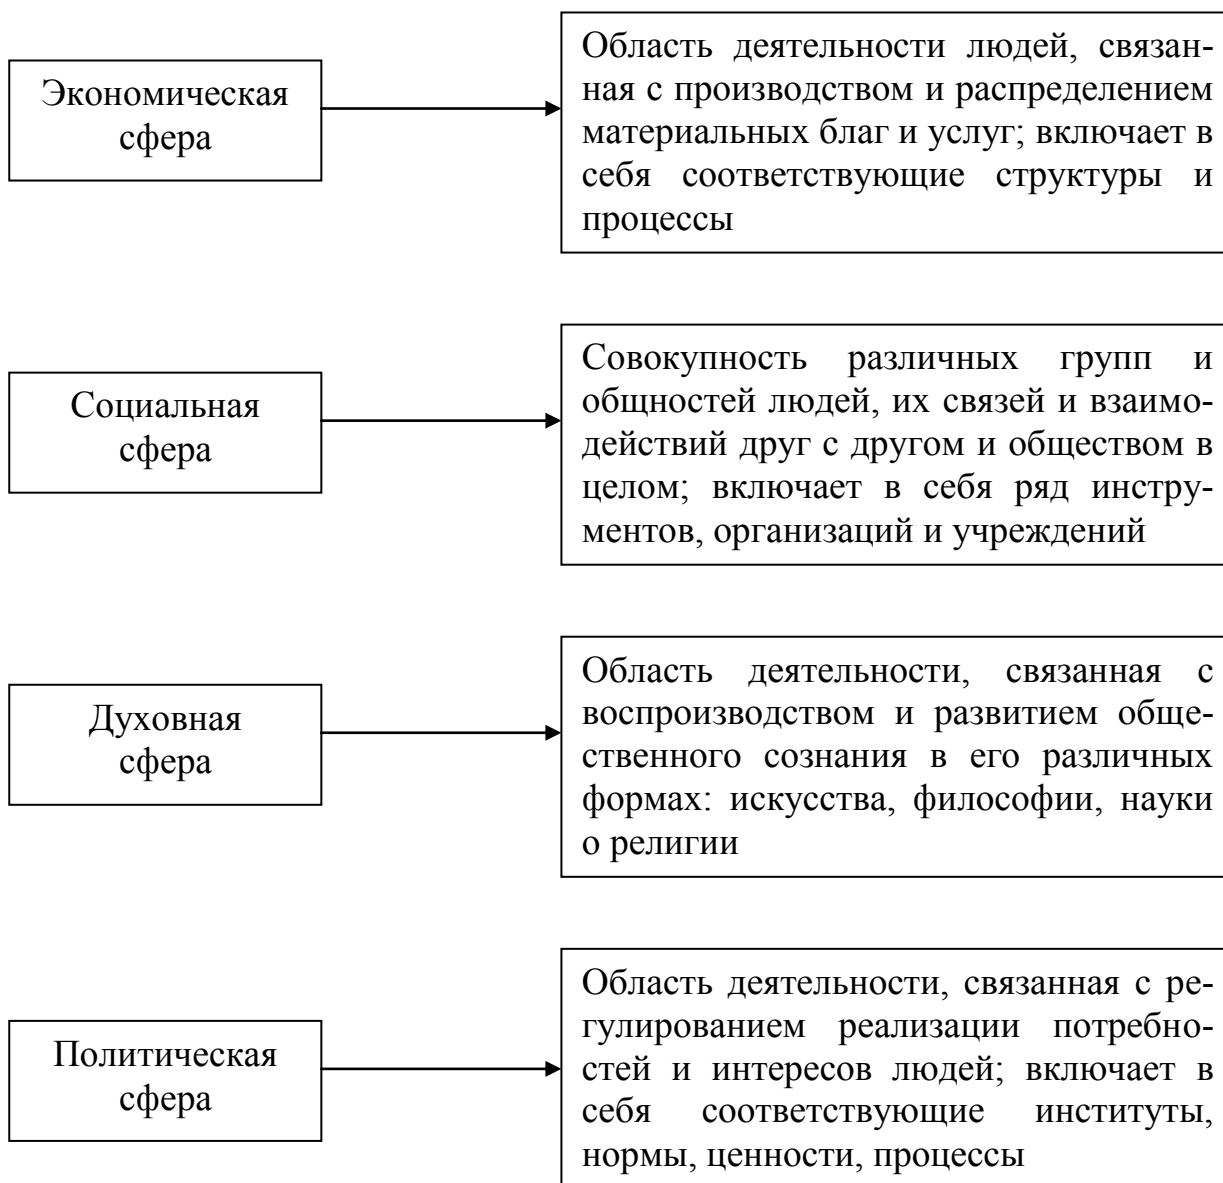 Экономическая
сфера
Область деятельности людей, связан-
ная с производством и распределением
материальных благ и услуг; включает в
себя соответствующие структуры и
процессы
Социальная
сфера
Совокупность различных групп и
общностей людей, их связей и взаимо-
действий друг с другом и обществом в
целом; включает в себя ряд инстру-
ментов, организаций и учреждений
Духовная
сфера
Область деятельности, связанная с
воспроизводством и развитием обще-
ственного сознания в его различных
формах: искусства, философии, науки
о религии
Политическая
сфера
Область деятельности, связанная с ре-
гулированием реализации потребно-
стей и интересов людей; включает в
себя соответствующие институты,
нормы, ценности, процессы